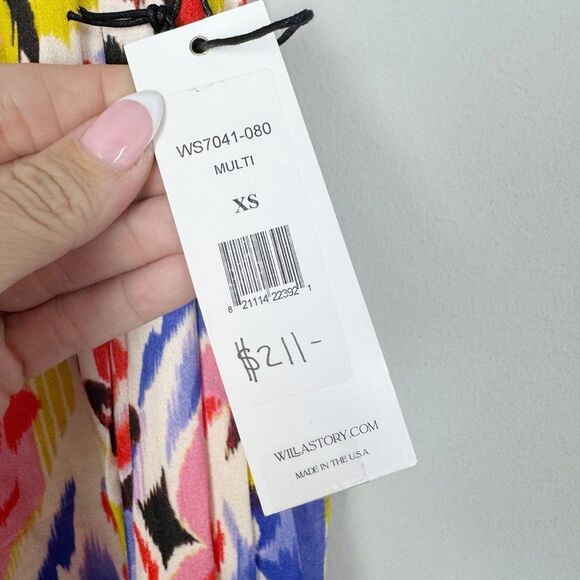 WS7041-080
MULTI
XS
8 21114 22392 1
$211-
WILLASTORY.COM
MADE IN THE U.S.A